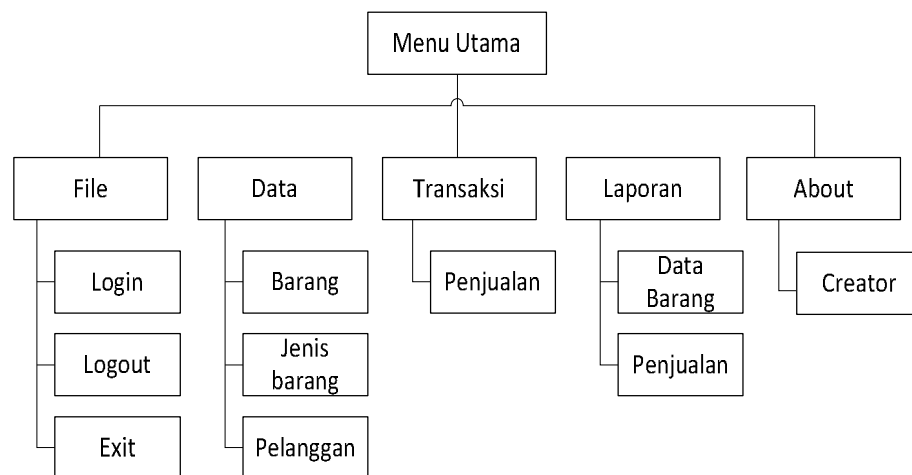 Menu Utama
File
Data
Transaksi
Laporan
About
Login
Barang
Penjualan
Data
Barang
Creator
Logout
Jenis
barang
Penjualan
Exit
Pelanggan